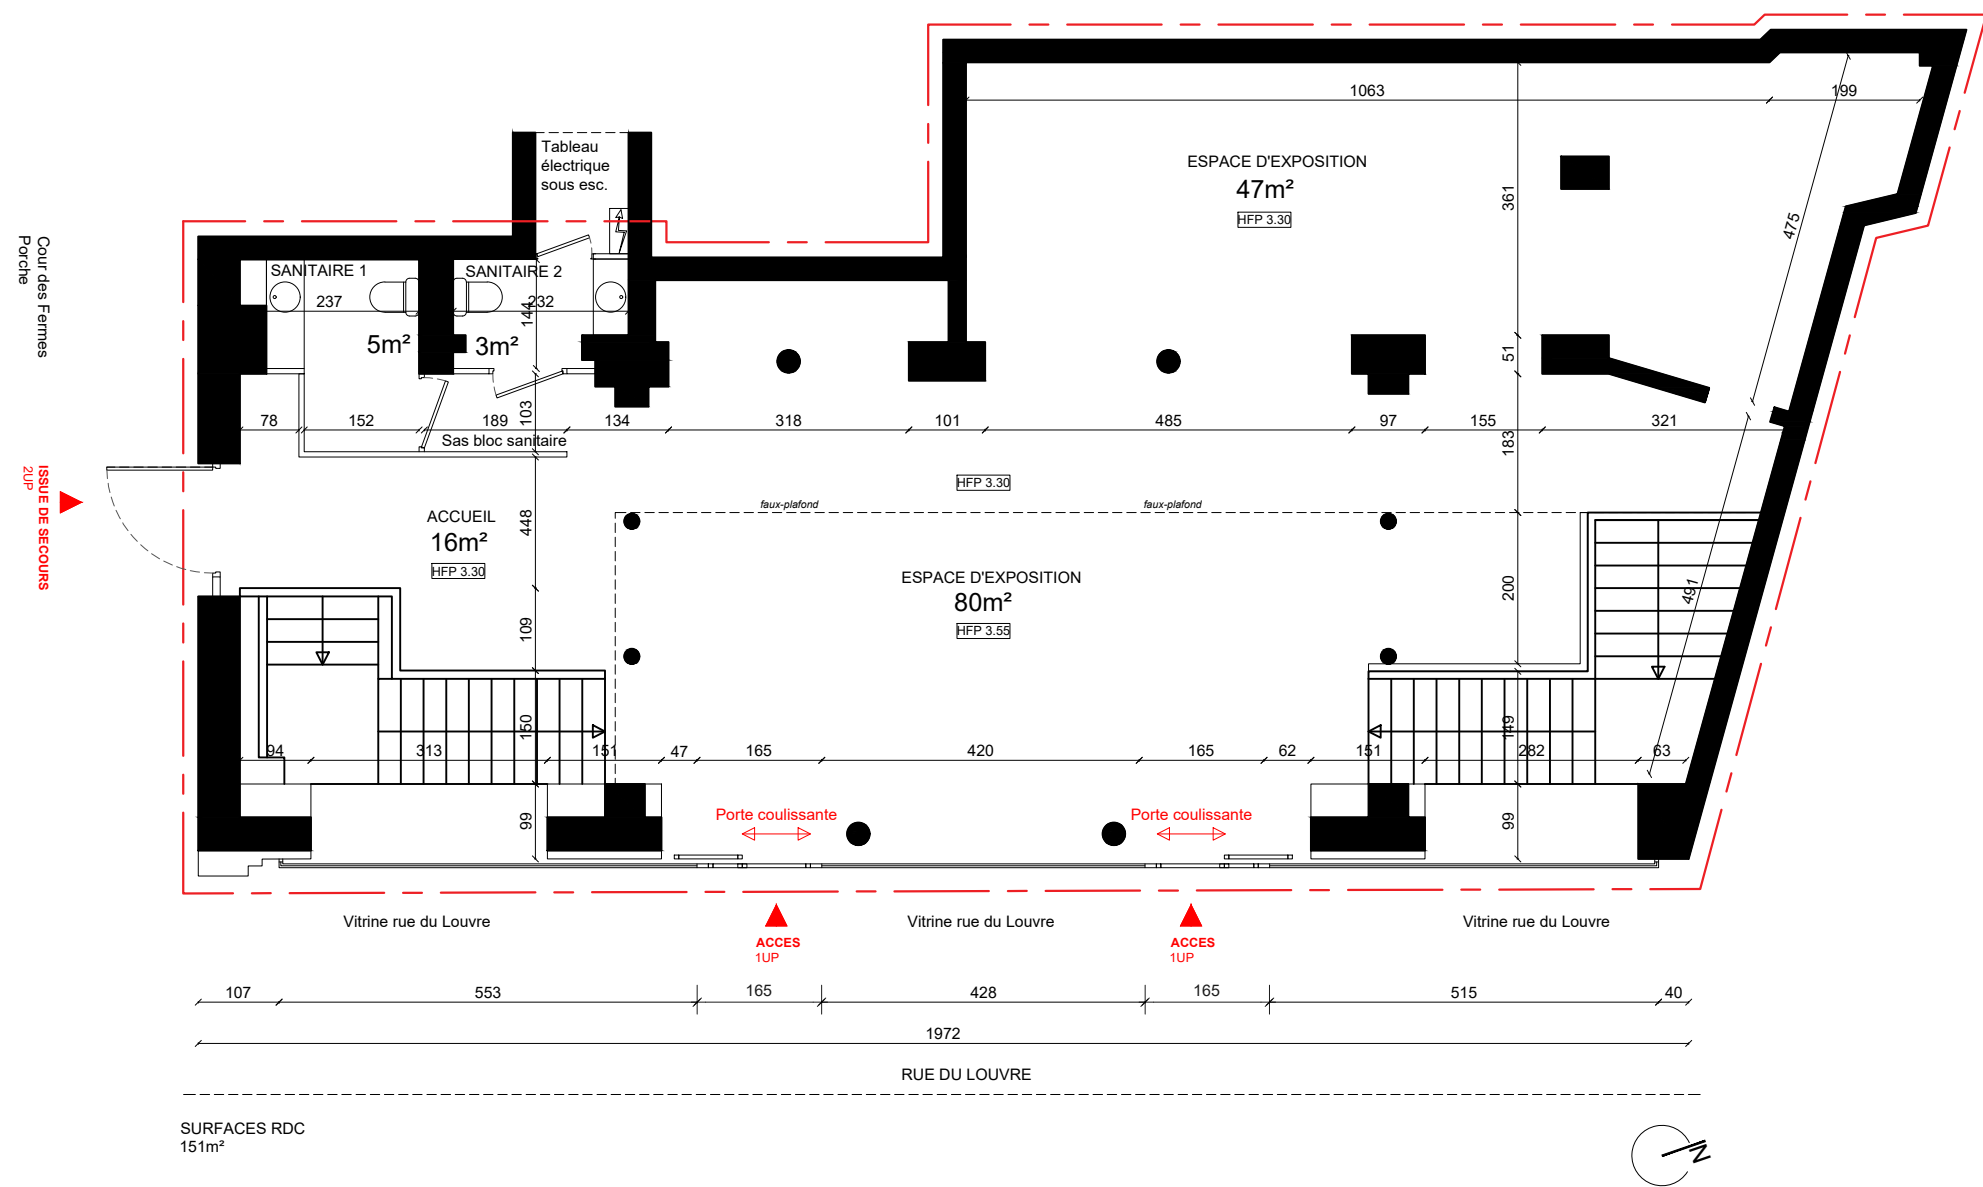 1063
199
Tableau
électrique
sous esc.
ESPACE D'EXPOSITION
47m²
HFP 3.30
361
475
Cour des Fermes
Porche
SANITAIRE 1
SANITAIRE 2
237
232
144
5m²
3m²
51
78
152
189
103
134
318
101
485
97
155
183
321
Sas bloc sanitaire
ISSUE DE SECOURS
2UP
HFP 3.30
faux-plafond
faux-plafond
ACCUEIL
16m²
HFP 3.30
448
ESPACE D'EXPOSITION
80m²
HFP 3.55
200
491
109
150
149
94
313
151
47
165
420
165
62
151
282
63
99
99
Porte coulissante
Porte coulissante
Vitrine rue du Louvre
Vitrine rue du Louvre
Vitrine rue du Louvre
ACCES
1UP
ACCES
1UP
107
553
165
428
165
515
40
1972
RUE DU LOUVRE
SURFACES RDC
151m²
N